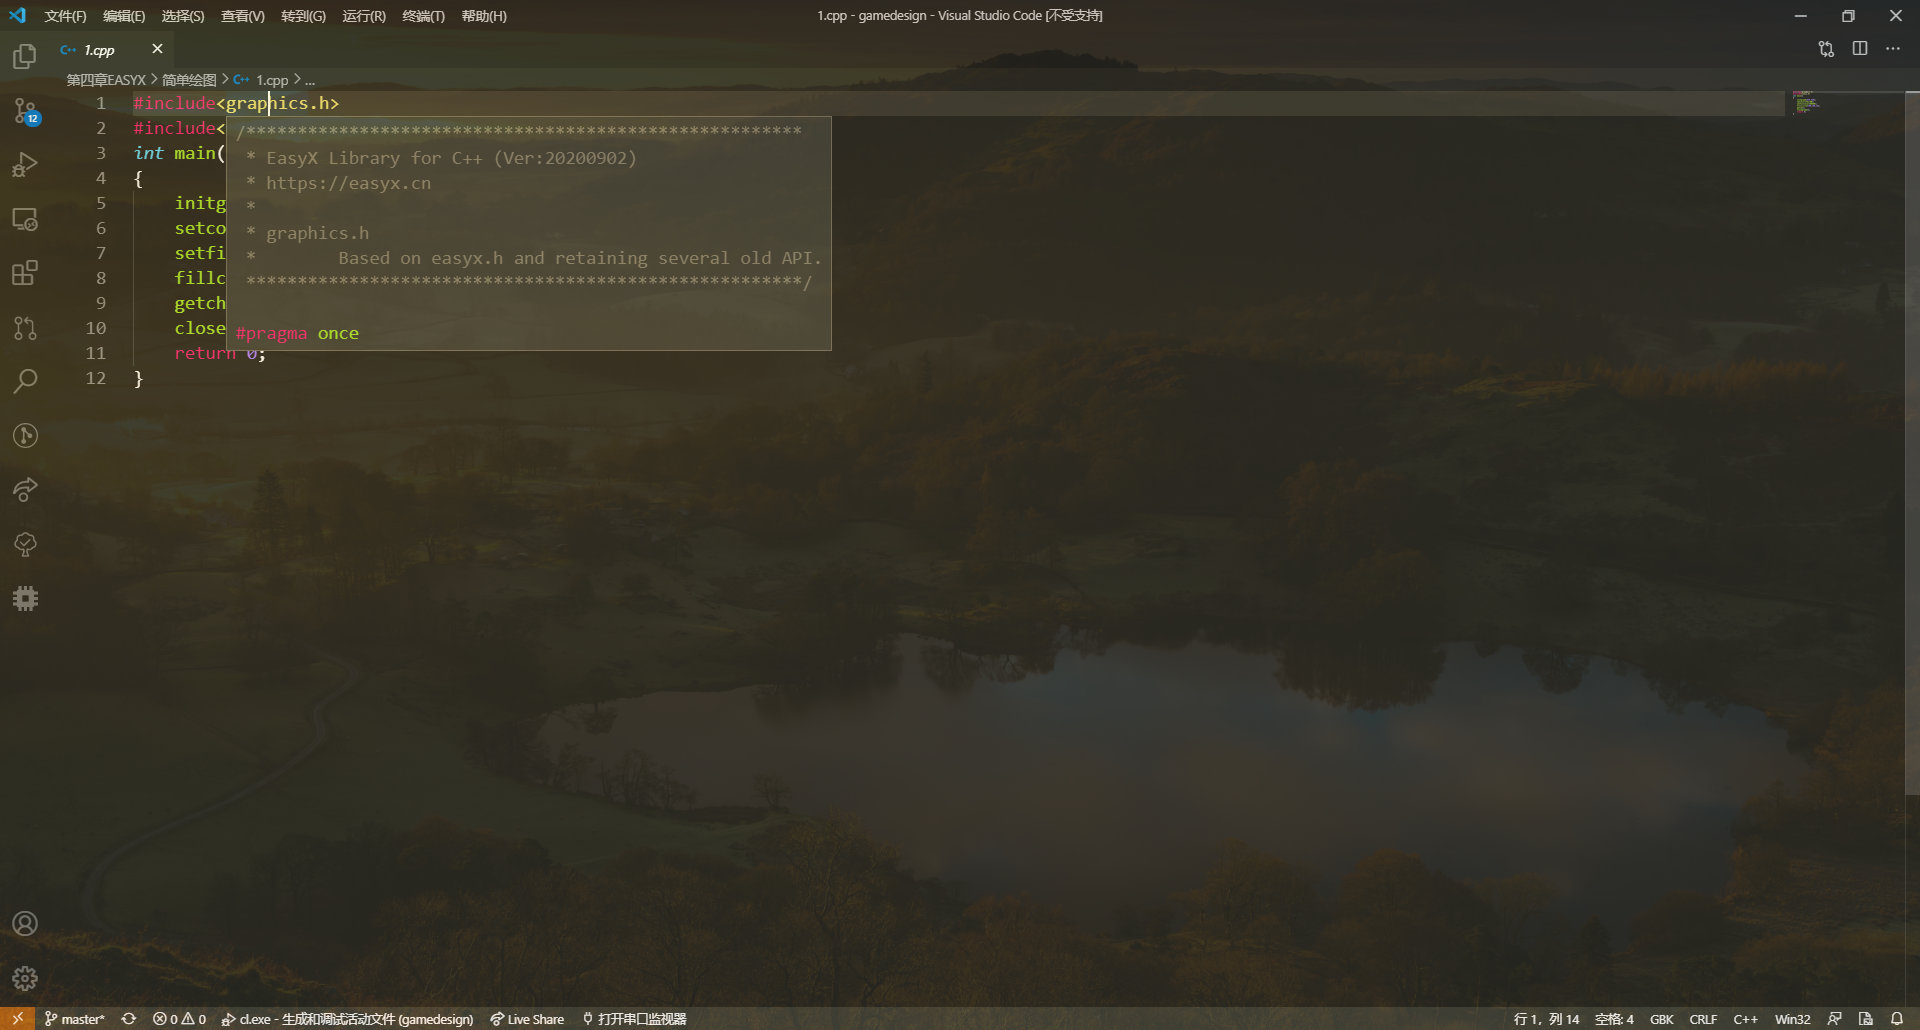 文件(F) 编辑(E) 选择(S) 查看(V) 转到(G) 运行(R) 终端(T) 帮助(H) 1.cpp - gamedesign - Visual Studio Code [不受支持]
1.cpp
第四章EASYX > 简单绘图 > 1.cpp > ...
1 #include<graphics.h>
2 #include<
3 int main(
4 {
5 initg
6 setco
7 setfi
8 fillc
9 getch
10 close
11 return 0;
12 }
/******************************************************
* EasyX Library for C++ (Ver:20200902)
* https://easyx.cn
*
* graphics.h
* Based on easyx.h and retaining several old API.
******************************************************/
#pragma once
12
master* 0 0 cl.exe - 生成和调试活动文件 (gamedesign) Live Share 打开串口监视器 行 1，列 14 空格: 4 GBK CRLF C++ Win32